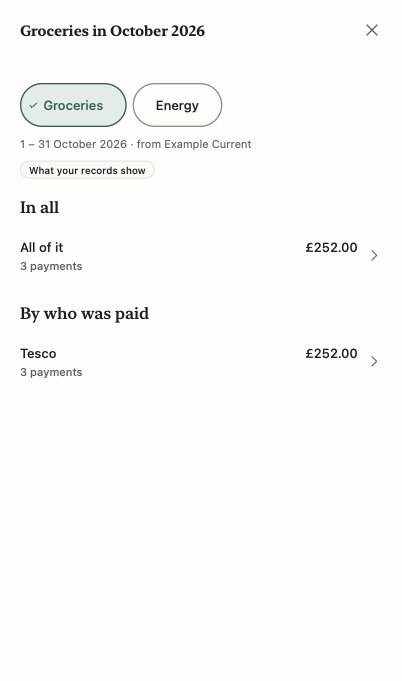 Groceries in October 2026
Groceries
Energy
1 – 31 October 2026 · from Example Current
What your records show
In all
All of it
£252.00
3 payments
By who was paid
Tesco
£252.00
3 payments